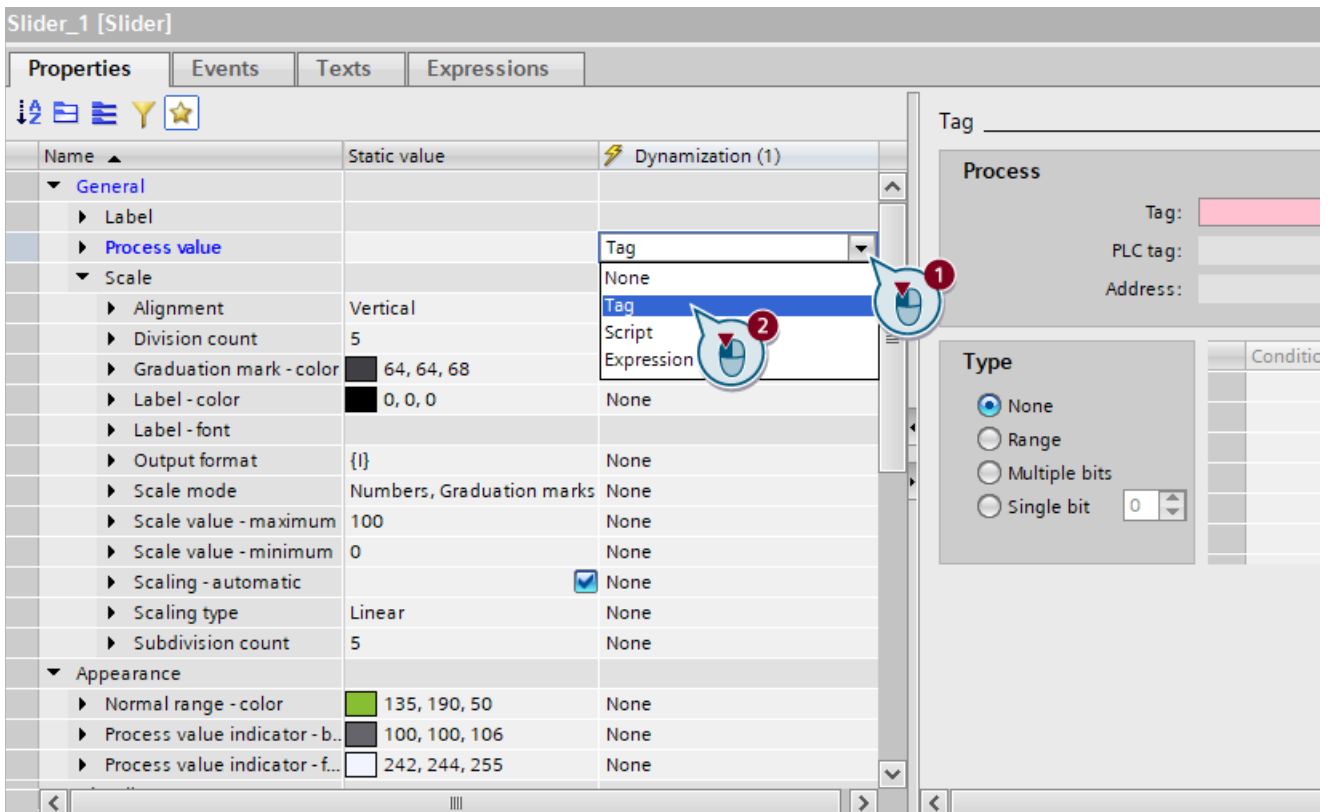 Slider_1 [Slider]
Properties Events Texts Expressions
Name Static value Dynamization (1)
General
Label
Process value Tag
None
Tag
Script
Expression
1
2
Scale
Alignment Vertical
Division count 5
Graduation mark - color 64, 64, 68
Label - color 0, 0, 0 None
Label - font
Output format {I} None
Scale mode Numbers, Graduation marks None
Scale value - maximum 100 None
Scale value - minimum 0 None
Scaling - automatic None
Scaling type Linear None
Subdivision count 5 None
Appearance
Normal range - color 135, 190, 50 None
Process value indicator - b... 100, 100, 106 None
Process value indicator - f... 242, 244, 255 None
Tag
Process
Tag:
PLC tag:
Address:
Type
None
Range
Multiple bits
Single bit 0
Conditio